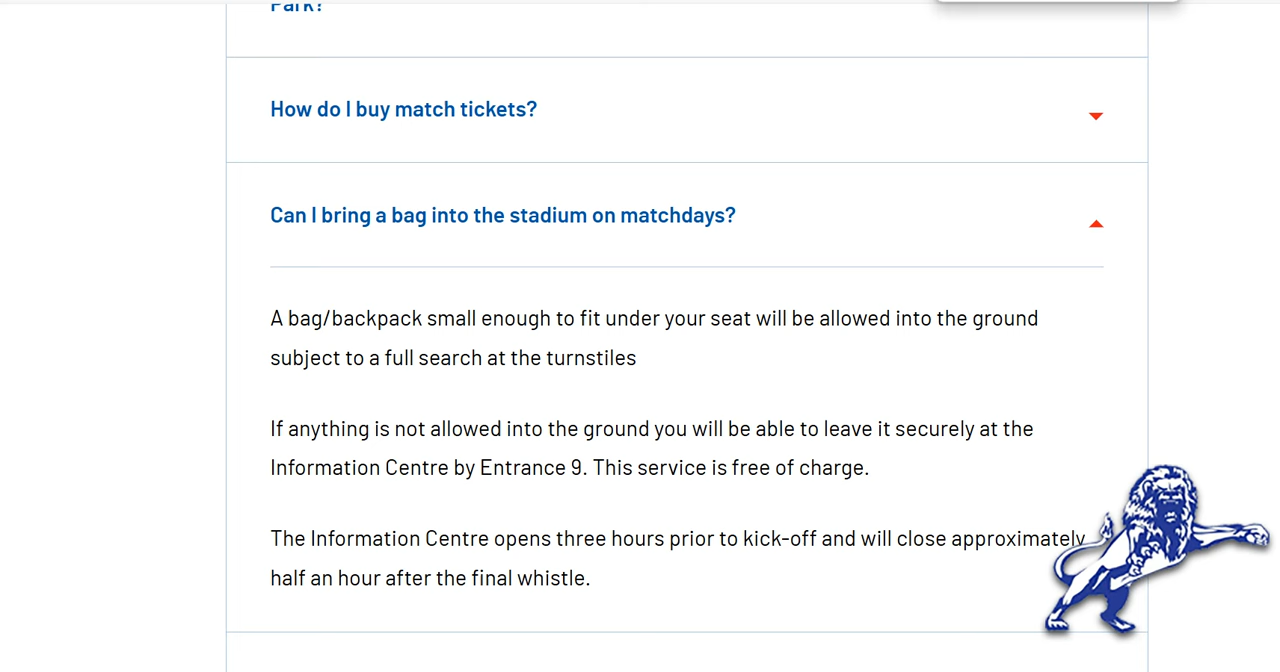 Park?
How do I buy match tickets?
Can I bring a bag into the stadium on matchdays?
A bag/backpack small enough to fit under your seat will be allowed into the ground
subject to a full search at the turnstiles
If anything is not allowed into the ground you will be able to leave it securely at the
Information Centre by Entrance 9. This service is free of charge.
The Information Centre opens three hours prior to kick-off and will close approximately
half an hour after the final whistle.